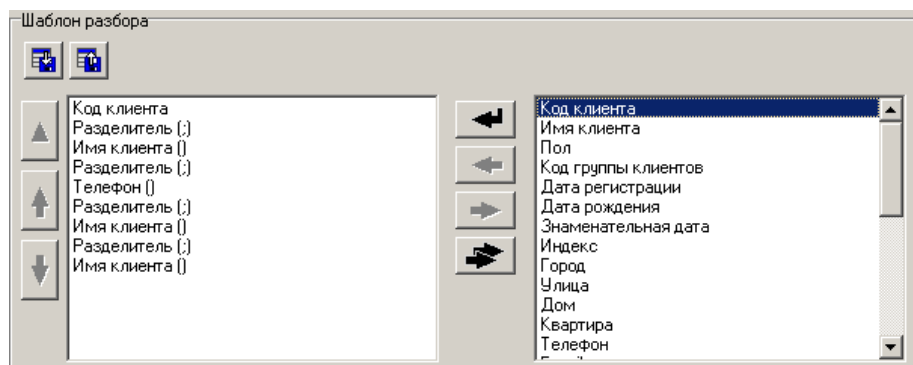 Шаблон разбора
Код клиента
Разделитель (;)
Имя клиента ()
Разделитель (;)
Телефон ()
Разделитель (;)
Имя клиента ()
Разделитель (;)
Имя клиента ()
Код клиента
Имя клиента
Пол
Код группы клиентов
Дата регистрации
Дата рождения
Знаменательная дата
Индекс
Город
Улица
Дом
Квартира
Телефон